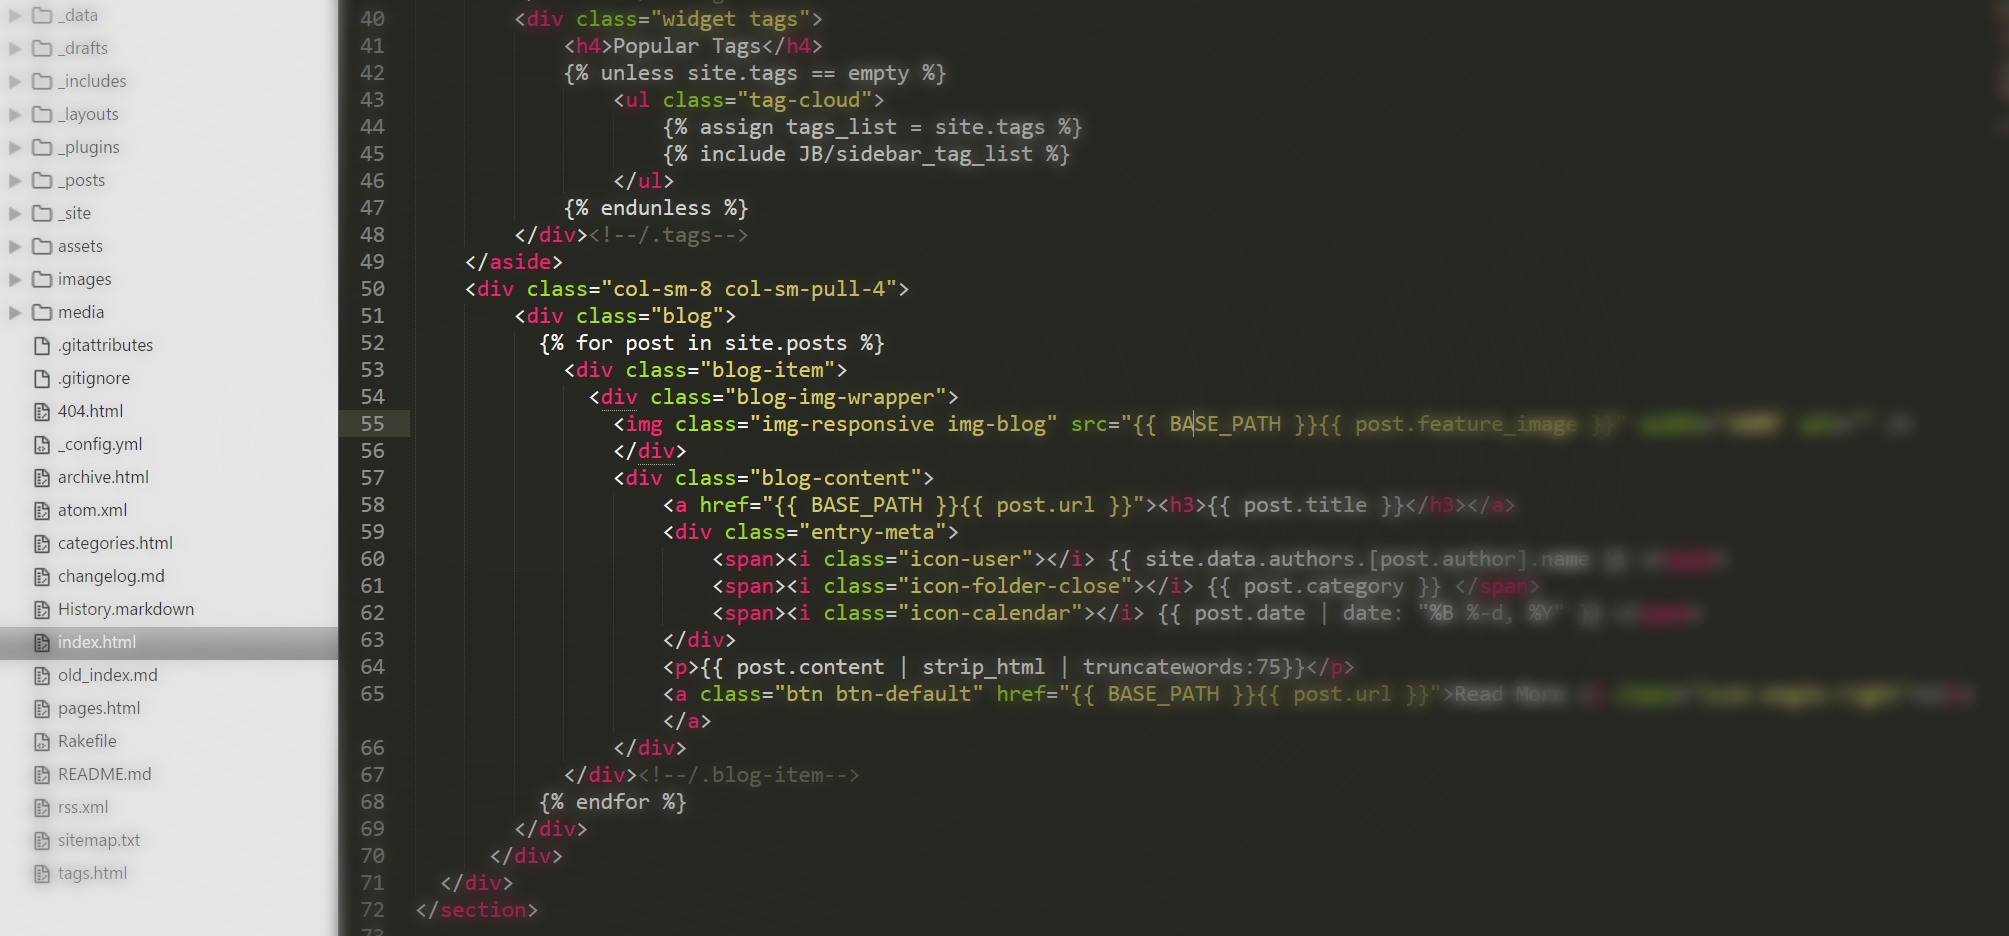 _data
_drafts
_includes
_layouts
_plugins
_posts
_site
assets
images
media
.gitattributes
.gitignore
404.html
_config.yml
archive.html
atom.xml
categories.html
changelog.md
History.markdown
index.html
old_index.md
pages.html
Rakefile
README.md
rss.xml
sitemap.txt
tags.html
40 <div class="widget tags">
41 <h4>Popular Tags</h4>
42 {% unless site.tags == empty %}
43 <ul class="tag-cloud">
44 {% assign tags_list = site.tags %}
45 {% include JB/sidebar_tag_list %}
46 </ul>
47 {% endunless %}
48 </div><!--/.tags-->
49 </aside>
50 <div class="col-sm-8 col-sm-pull-4">
51 <div class="blog">
52 {% for post in site.posts %}
53 <div class="blog-item">
54 <div class="blog-img-wrapper">
55 <img class="img-responsive img-blog" src="{{ BASE_PATH }}{{ post.feature_image }}"
56 </div>
57 <div class="blog-content">
58 <a href="{{ BASE_PATH }}{{ post.url }}"><h3>{{ post.title }}</h3></a>
59 <div class="entry-meta">
60 <span><i class="icon-user"></i> {{ site.data.authors.[post.author].name }}
61 <span><i class="icon-folder-close"></i> {{ post.category }} </span>
62 <span><i class="icon-calendar"></i> {{ post.date | date: "%B %-d, %Y" }}
63 </div>
64 <p>{{ post.content | strip_html | truncatewords:75}}</p>
65 <a class="btn btn-default" href="{{ BASE_PATH }}{{ post.url }}">Read More
</a>
66 </div>
67 </div><!--/.blog-item-->
68 {% endfor %}
69 </div>
70 </div>
71 </div>
72 </section>
73